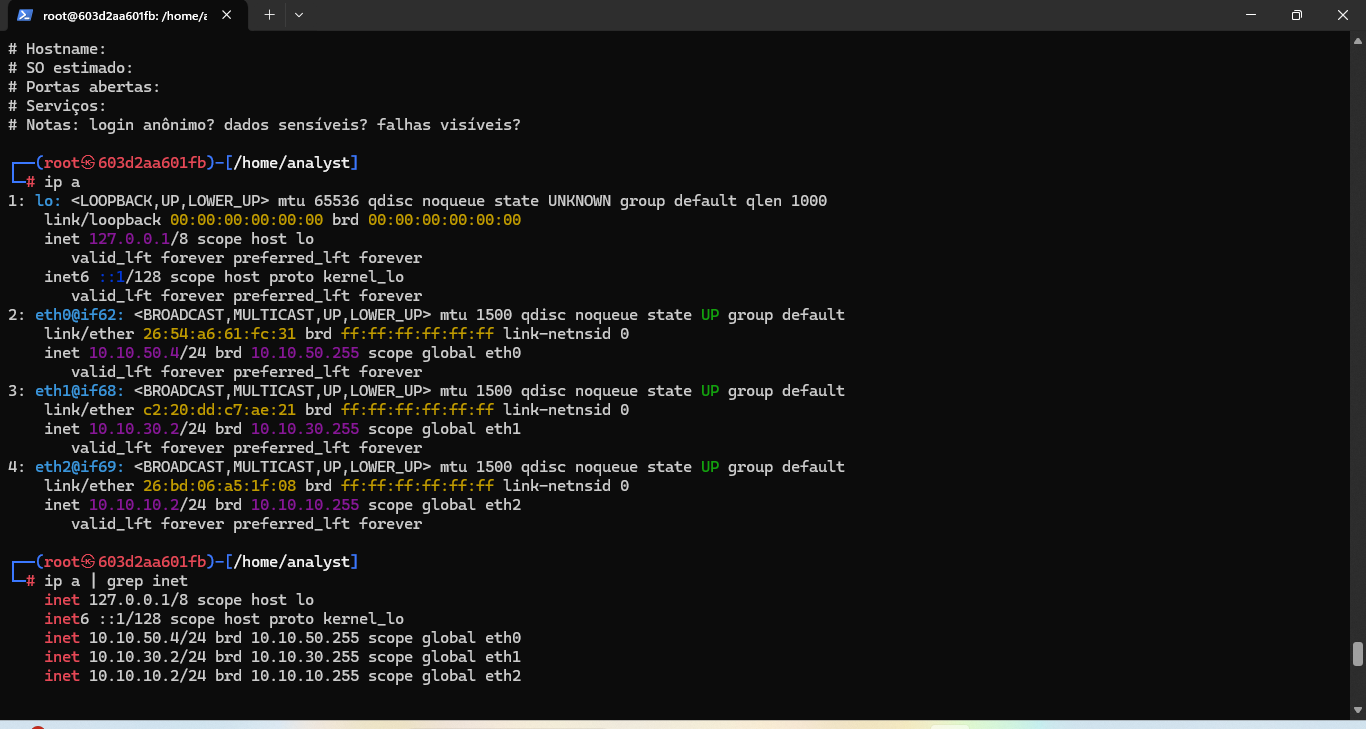 root@603d2aa601fb: /home/a
# Hostname:
# SO estimado:
# Portas abertas:
# Serviços:
# Notas: login anônimo? dados sensíveis? falhas visíveis?
┌──(root㉿603d2aa601fb)-[/home/analyst]
└─# ip a
1: lo: <LOOPBACK,UP,LOWER_UP> mtu 65536 qdisc noqueue state UNKNOWN group default qlen 1000
link/loopback 00:00:00:00:00:00 brd 00:00:00:00:00:00
inet 127.0.0.1/8 scope host lo
valid_lft forever preferred_lft forever
inet6 ::1/128 scope host proto kernel_lo
valid_lft forever preferred_lft forever
2: eth0@if62: <BROADCAST,MULTICAST,UP,LOWER_UP> mtu 1500 qdisc noqueue state UP group default
link/ether 26:54:a6:61:fc:31 brd ff:ff:ff:ff:ff:ff link-netnsid 0
inet 10.10.50.4/24 brd 10.10.50.255 scope global eth0
valid_lft forever preferred_lft forever
3: eth1@if68: <BROADCAST,MULTICAST,UP,LOWER_UP> mtu 1500 qdisc noqueue state UP group default
link/ether c2:20:dd:c7:ae:21 brd ff:ff:ff:ff:ff:ff link-netnsid 0
inet 10.10.30.2/24 brd 10.10.30.255 scope global eth1
valid_lft forever preferred_lft forever
4: eth2@if69: <BROADCAST,MULTICAST,UP,LOWER_UP> mtu 1500 qdisc noqueue state UP group default
link/ether 26:bd:06:a5:1f:08 brd ff:ff:ff:ff:ff:ff link-netnsid 0
inet 10.10.10.2/24 brd 10.10.10.255 scope global eth2
valid_lft forever preferred_lft forever
┌──(root㉿603d2aa601fb)-[/home/analyst]
└─# ip a | grep inet
inet 127.0.0.1/8 scope host lo
inet6 ::1/128 scope host proto kernel_lo
inet 10.10.50.4/24 brd 10.10.50.255 scope global eth0
inet 10.10.30.2/24 brd 10.10.30.255 scope global eth1
inet 10.10.10.2/24 brd 10.10.10.255 scope global eth2